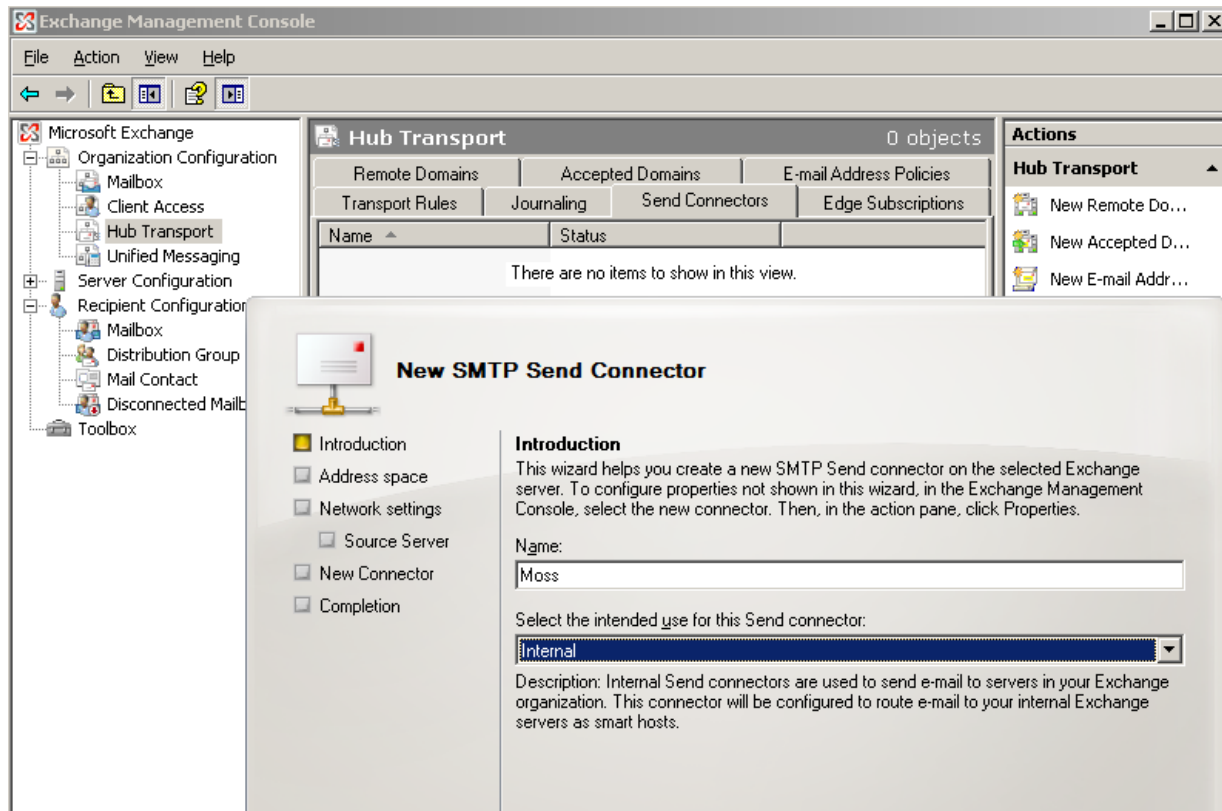 Exchange Management Console
File Action View Help
Microsoft Exchange
Organization Configuration
Mailbox
Client Access
Hub Transport
Unified Messaging
Server Configuration
Recipient Configuration
Mailbox
Distribution Group
Mail Contact
Disconnected Mailb
Toolbox
Hub Transport 0 objects
Remote Domains Accepted Domains E-mail Address Policies
Transport Rules Journaling Send Connectors Edge Subscriptions
Name Status
There are no items to show in this view.
Actions
Hub Transport
New Remote Do...
New Accepted D...
New E-mail Addr...
New SMTP Send Connector
Introduction
Address space
Network settings
Source Server
New Connector
Completion
Introduction
This wizard helps you create a new SMTP Send connector on the selected Exchange
server. To configure properties not shown in this wizard, in the Exchange Management
Console, select the new connector. Then, in the action pane, click Properties.
Name:
Moss
Select the intended use for this Send connector:
Internal
Description: Internal Send connectors are used to send e-mail to servers in your Exchange
organization. This connector will be configured to route e-mail to your internal Exchange
servers as smart hosts.